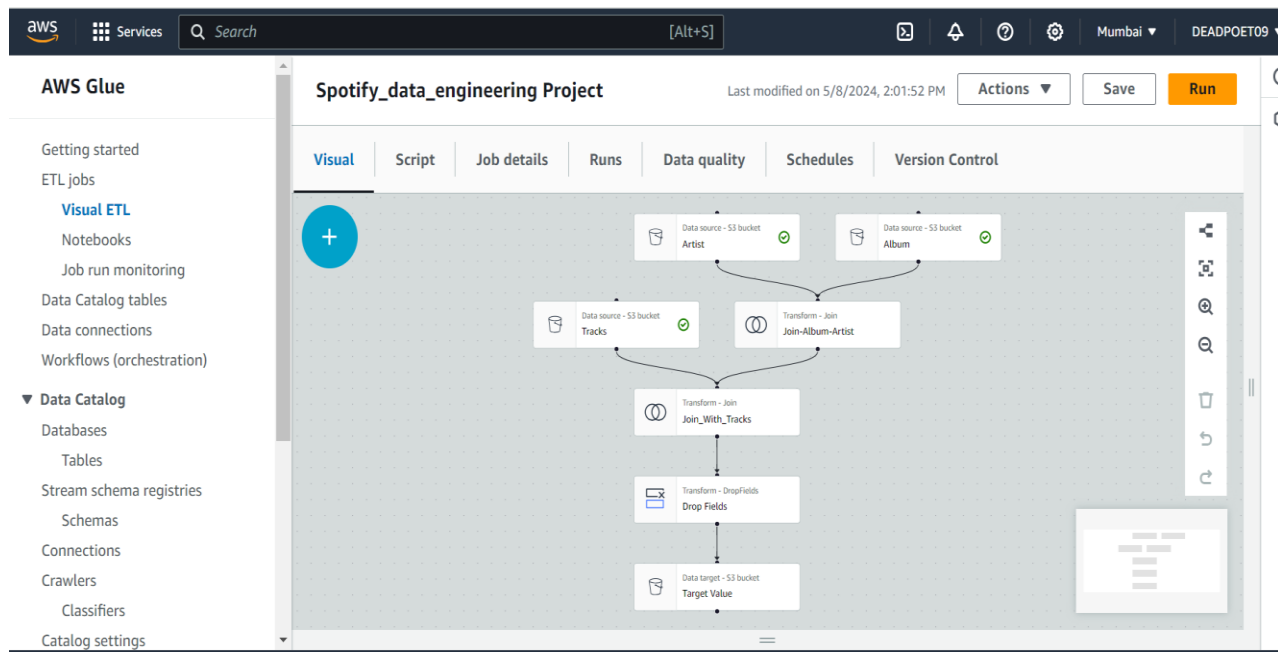 aws
Services
Search
[Alt+S]
Mumbai ▼
DEADPOET09
AWS Glue
Getting started
ETL jobs
Visual ETL
Notebooks
Job run monitoring
Data Catalog tables
Data connections
Workflows (orchestration)
▼ Data Catalog
Databases
Tables
Stream schema registries
Schemas
Connections
Crawlers
Classifiers
Catalog settings
Spotify_data_engineering Project
Last modified on 5/8/2024, 2:01:52 PM
Actions ▼
Save
Run
Visual
Script
Job details
Runs
Data quality
Schedules
Version Control
Data source - S3 bucket
Artist
Data source - S3 bucket
Album
Data source - S3 bucket
Tracks
Transform - Join
Join-Album-Artist
Transform - Join
Join_With_Tracks
Transform - DropFields
Drop Fields
Data target - S3 bucket
Target Value